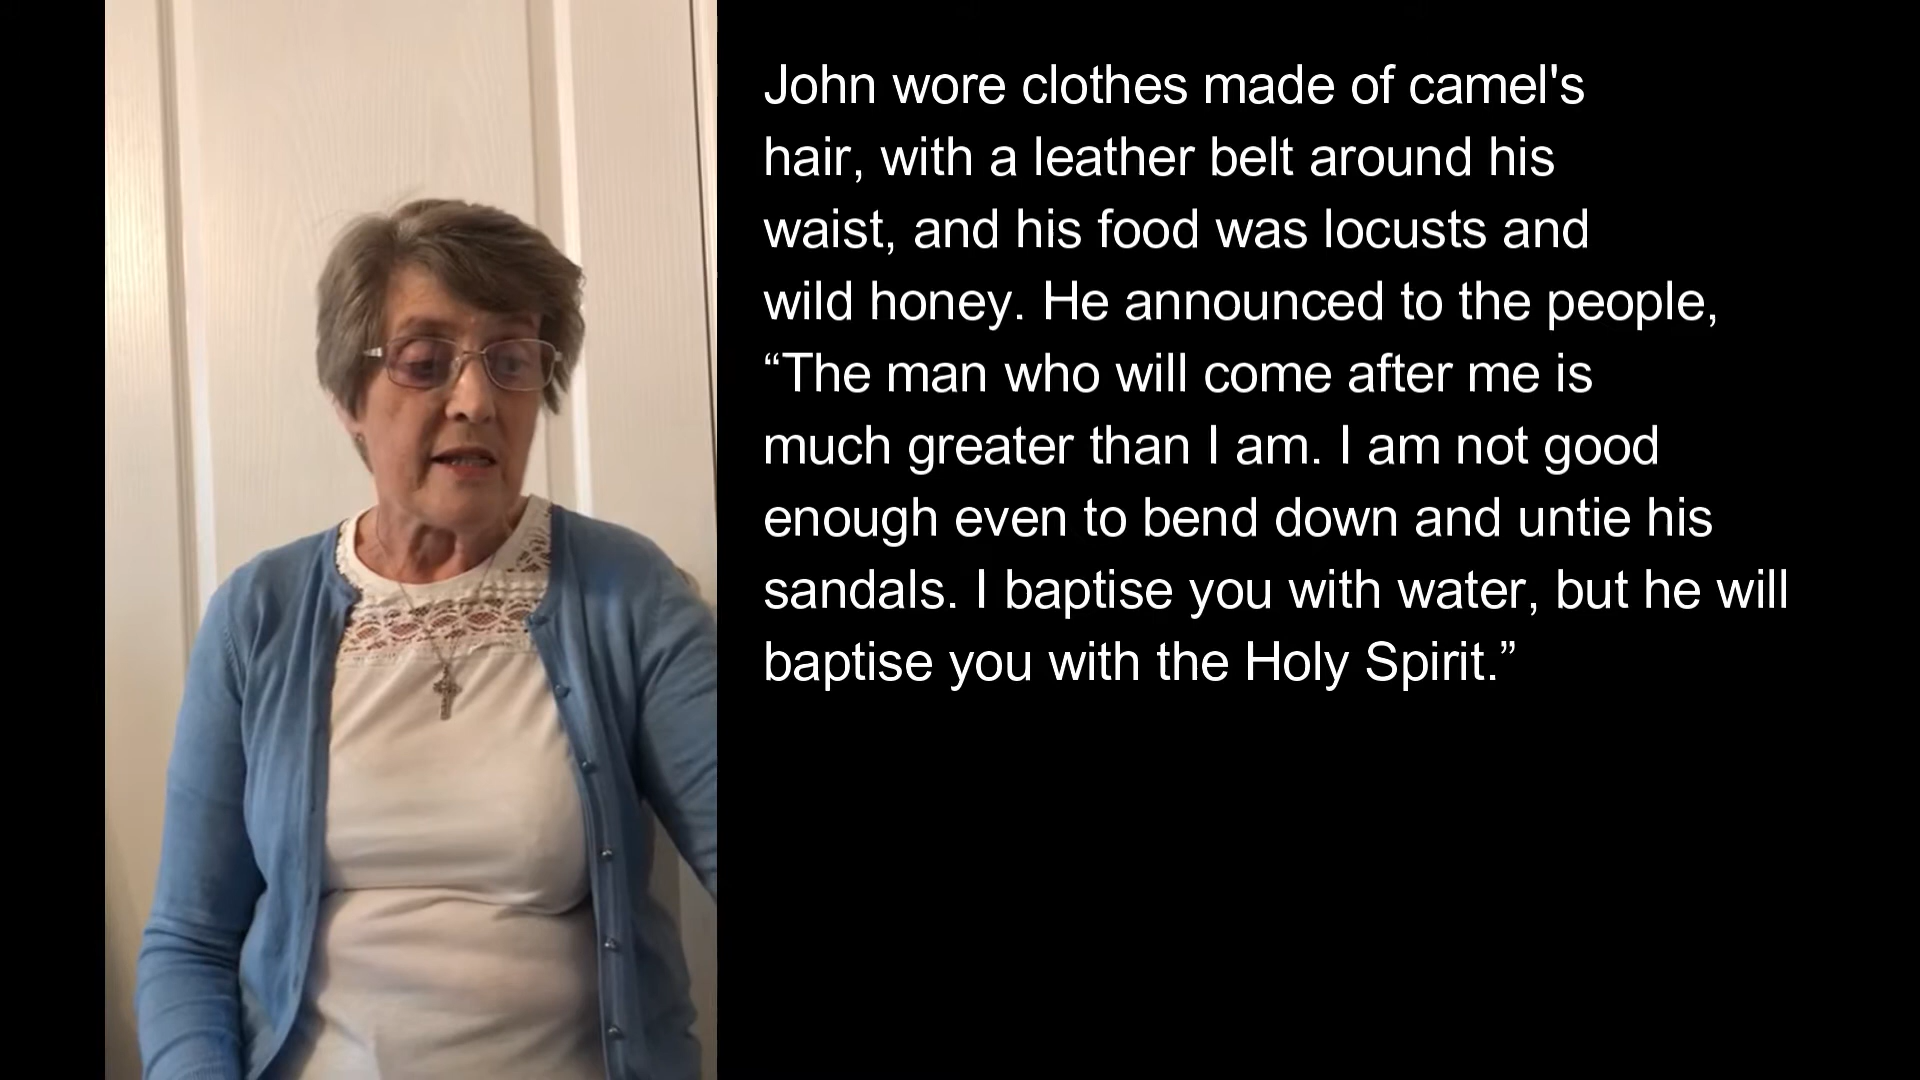 John wore clothes made of camel's
hair, with a leather belt around his
waist, and his food was locusts and
wild honey. He announced to the people,
“The man who will come after me is
much greater than I am. I am not good
enough even to bend down and untie his
sandals. I baptise you with water, but he will
baptise you with the Holy Spirit.”